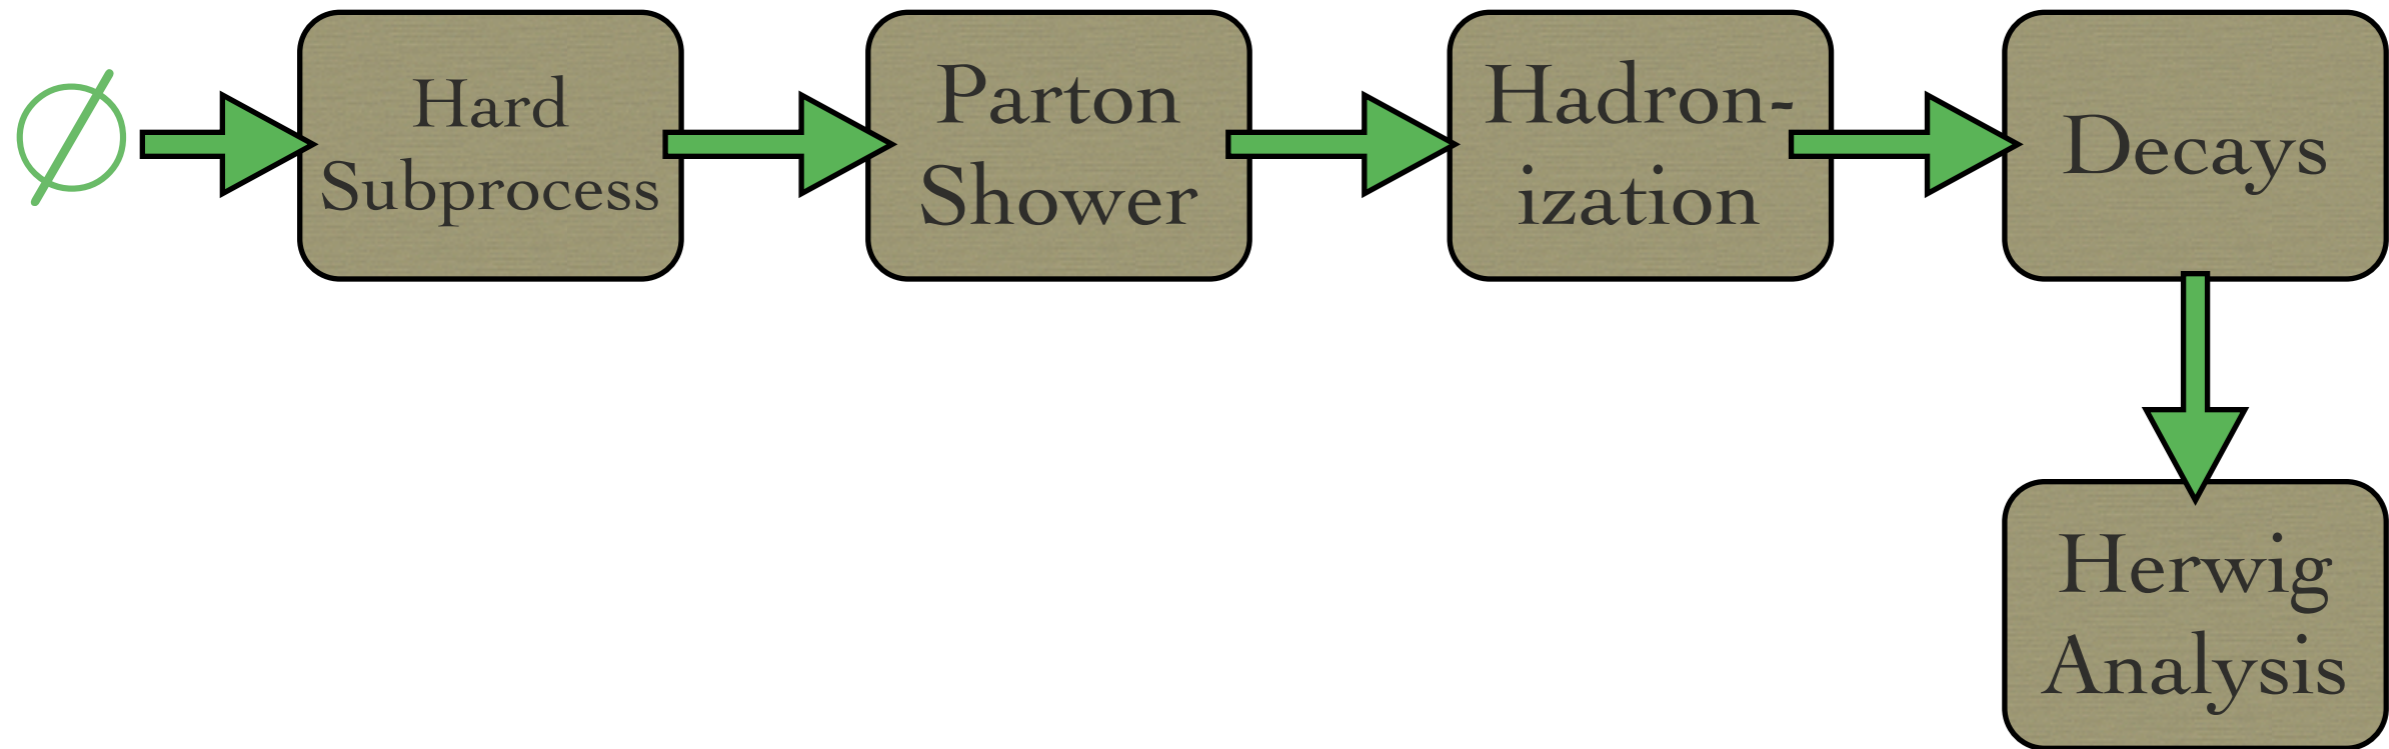 Ø
Hard
Subprocess
Parton
Shower
Hadron-
ization
Decays
Herwig
Analysis